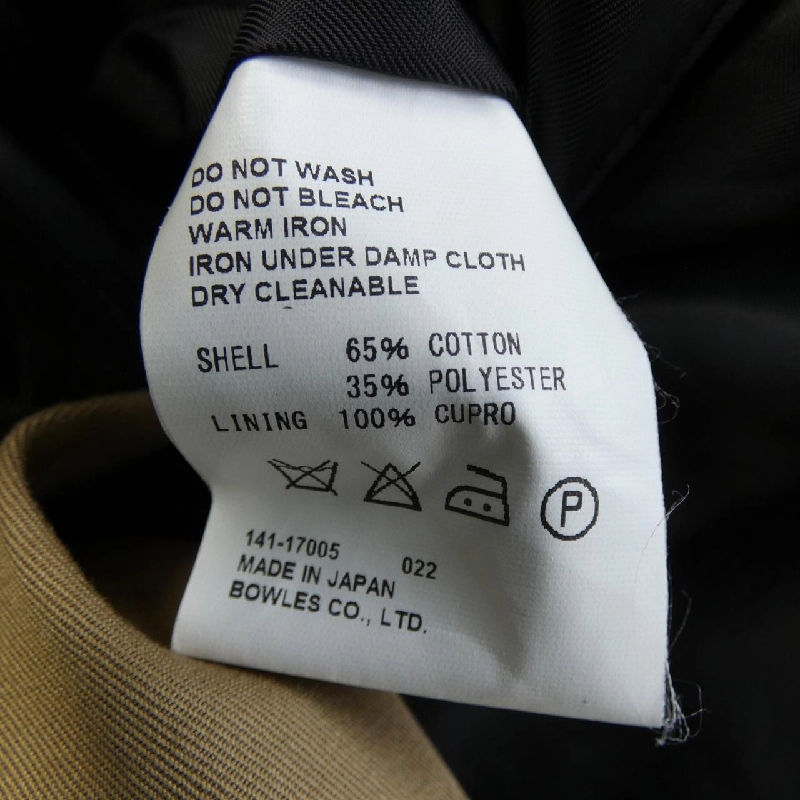 DO NOT WASH
DO NOT BLEACH
WARM IRON
IRON UNDER DAMP CLOTH
DRY CLEANABLE
SHELL 65% COTTON
35% POLYESTER
LINING 100% CUPRO
P
141-17005 022
MADE IN JAPAN
BOWLES CO., LTD.